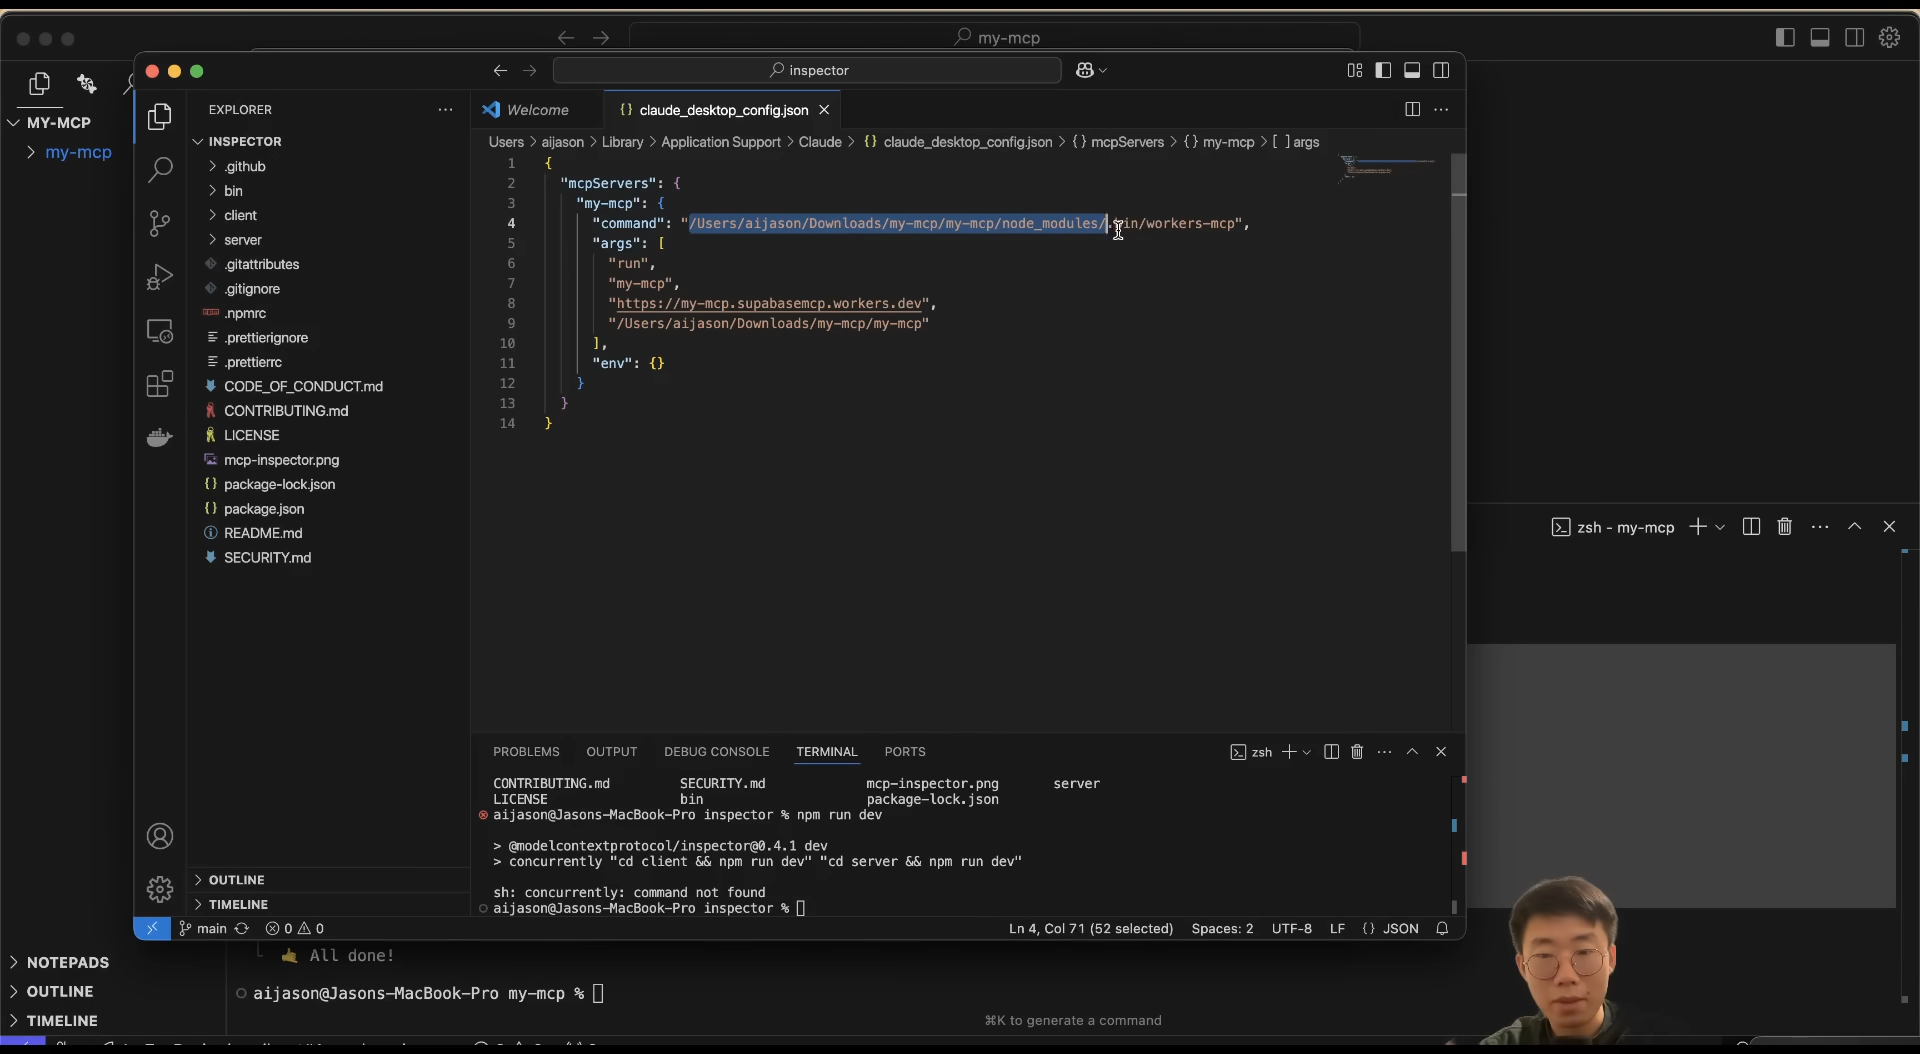 my-mcp
inspector
MY-MCP
my-mcp
EXPLORER
INSPECTOR
.github
bin
client
server
.gitattributes
.gitignore
.npmrc
.prettierignore
.prettierrc
CODE_OF_CONDUCT.md
CONTRIBUTING.md
LICENSE
mcp-inspector.png
package-lock.json
package.json
README.md
SECURITY.md
OUTLINE
TIMELINE
Welcome
claude_desktop_config.json
Users > aijason > Library > Application Support > Claude > {} claude_desktop_config.json > {} mcpServers > {} my-mcp > [ ] args
1 {
2 "mcpServers": {
3 "my-mcp": {
4 "command": "/Users/aijason/Downloads/my-mcp/my-mcp/node_modules/.bin/workers-mcp",
5 "args": [
6 "run",
7 "my-mcp",
8 "https://my-mcp.supabasemcp.workers.dev",
9 "/Users/aijason/Downloads/my-mcp/my-mcp"
10 ],
11 "env": {}
12 }
13 }
14 }
PROBLEMS OUTPUT DEBUG CONSOLE TERMINAL PORTS
zsh
CONTRIBUTING.md SECURITY.md mcp-inspector.png server
LICENSE bin package-lock.json
aijason@Jasons-MacBook-Pro inspector % npm run dev
> @modelcontextprotocol/inspector@0.4.1 dev
> concurrently "cd client && npm run dev" "cd server && npm run dev"
sh: concurrently: command not found
aijason@Jasons-MacBook-Pro inspector %
main 0 0
Ln 4, Col 71 (52 selected) Spaces: 2 UTF-8 LF {} JSON
zsh - my-mcp
NOTEPADS
OUTLINE
TIMELINE
All done!
aijason@Jasons-MacBook-Pro my-mcp %
⌘K to generate a command